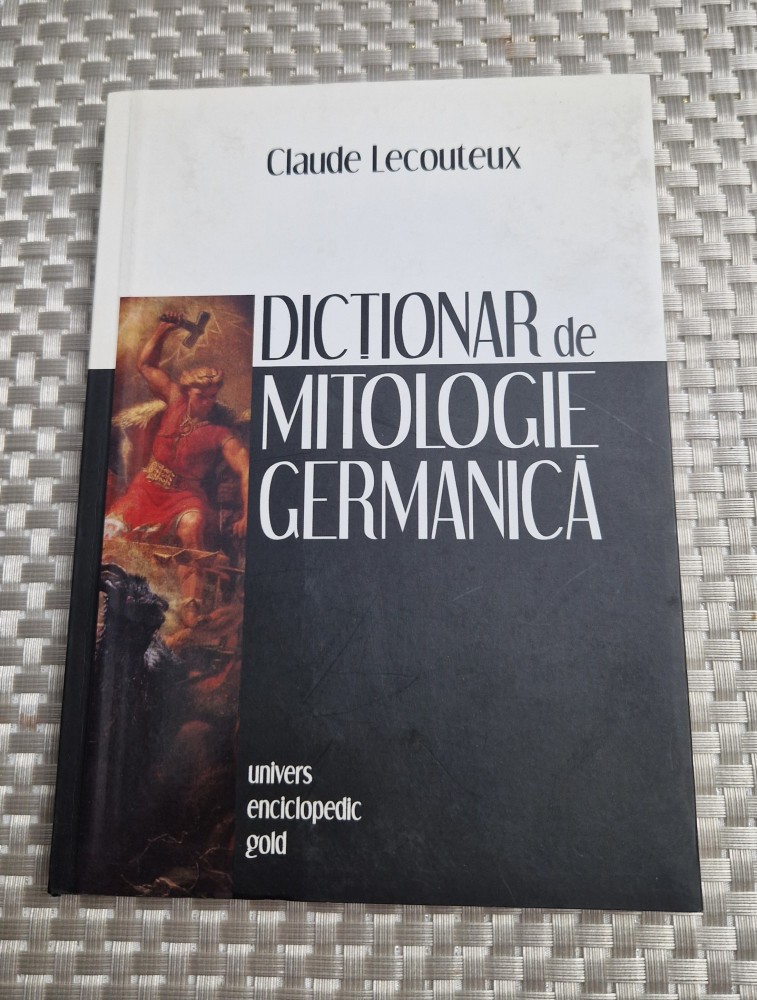 Claude Lecouteux
DICȚIONAR de
MITOLOGIE
GERMANICĂ
univers
enciclopedic
gold